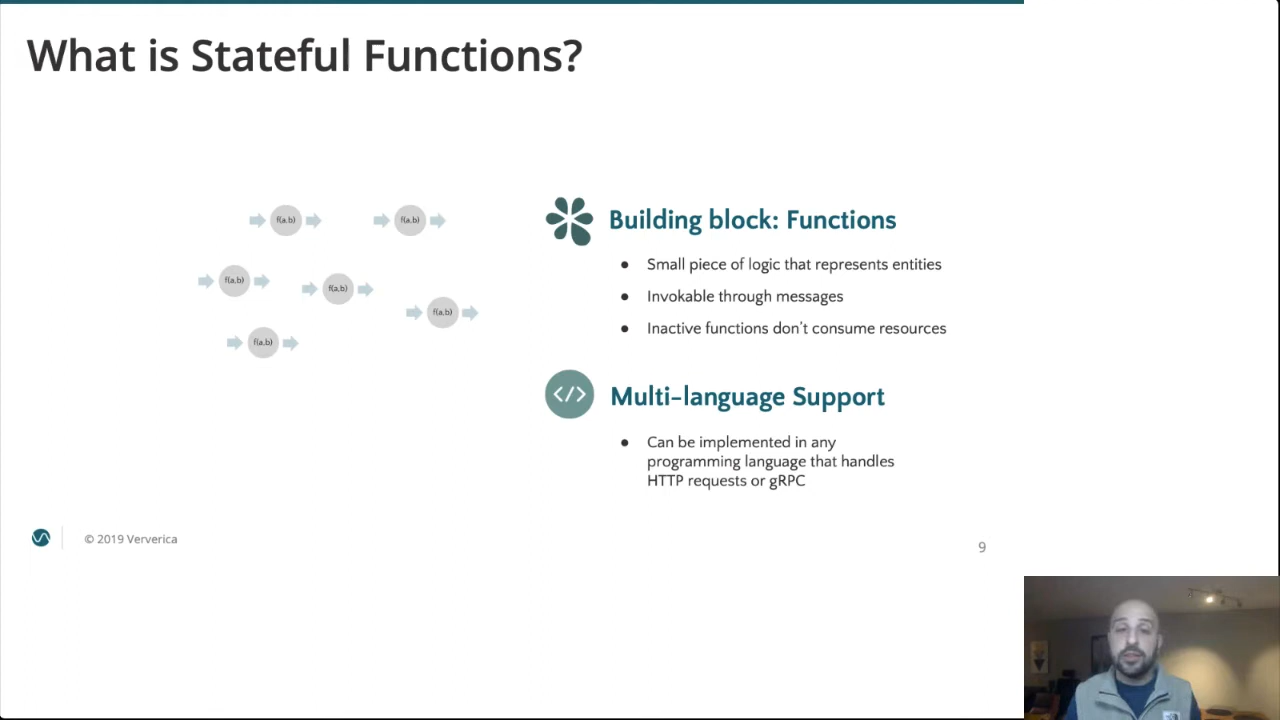 What is Stateful Functions?
f(a,b)
f(a,b)
f(a,b)
f(a,b)
f(a,b)
f(a,b)
Building block: Functions
● Small piece of logic that represents entities
● Invokable through messages
● Inactive functions don't consume resources
</> Multi-language Support
● Can be implemented in any
programming language that handles
HTTP requests or gRPC
© 2019 Ververica
9